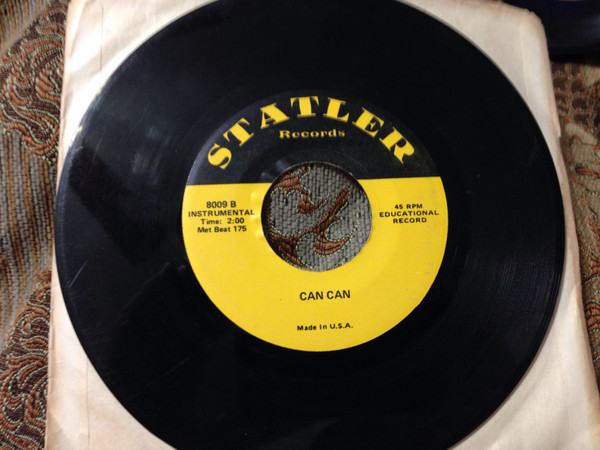 STATLER
Records
8009 B
INSTRUMENTAL
Time: 2:00
Met Beat 175
45 RPM
EDUCATIONAL
RECORD
CAN CAN
Made In U.S.A.